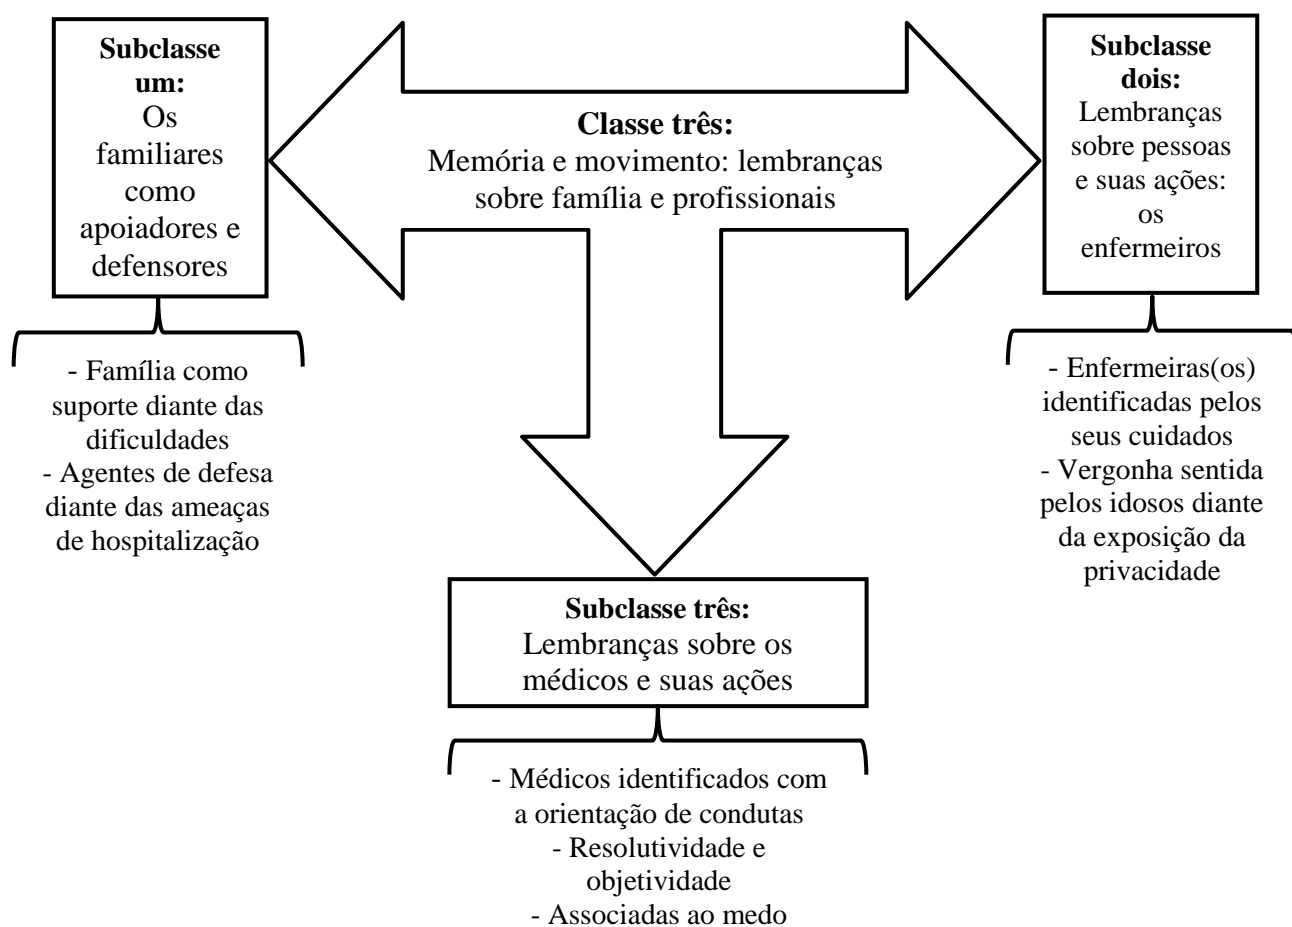 Subclasse
um:
Os
familiares
como
apoiadores e
defensores
Classe três:
Memória e movimento: lembranças
sobre família e profissionais
Subclasse
dois:
Lembranças
sobre pessoas
e suas ações:
os
enfermeiros
- Família como
suporte diante das
dificuldades
- Agentes de defesa
diante das ameaças
de hospitalização
- Enfermeiras(os)
identificadas pelos
seus cuidados
- Vergonha sentida
pelos idosos diante
da exposição da
privacidade
Subclasse três:
Lembranças sobre os
médicos e suas ações
- Médicos identificados com
a orientação de condutas
- Resolutividade e
objetividade
- Associadas ao medo